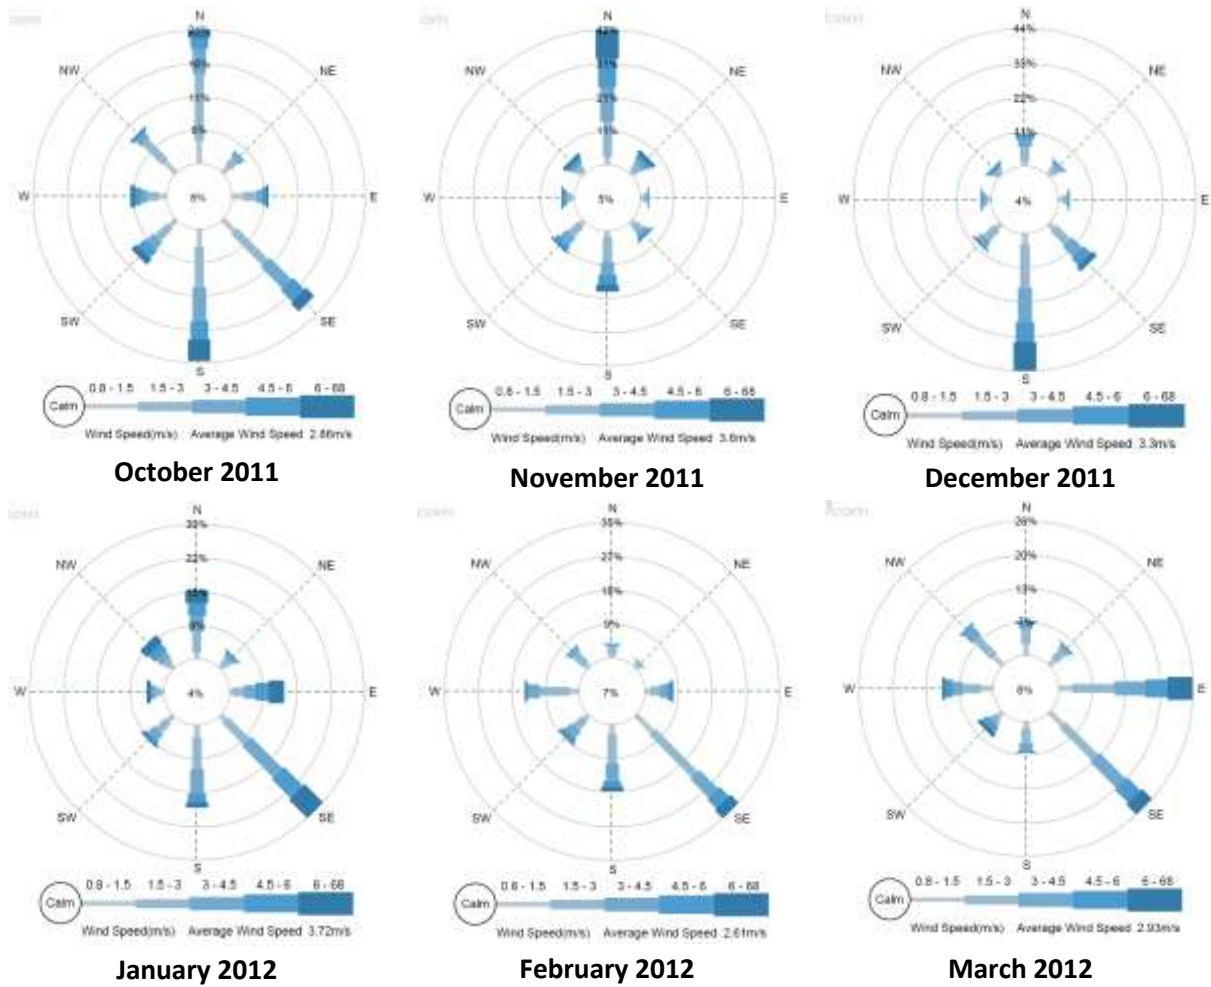 N
NW NE
W 8% E
SW SE
S
0.8 - 1.5 1.5 - 3 3 - 4.5 4.5 - 6 6 - 68
Calm
Wind Speed(m/s) Average Wind Speed 2.86m/s
October 2011
N
42%
31%
21%
11%
NW NE
W 5% E
SW SE
S
0.8 - 1.5 1.5 - 3 3 - 4.5 4.5 - 6 6 - 68
Calm
Wind Speed(m/s) Average Wind Speed 3.6m/s
November 2011
N
44%
33%
22%
11%
NW NE
W 4% E
SW SE
S
0.8 - 1.5 1.5 - 3 3 - 4.5 4.5 - 6 6 - 68
Calm
Wind Speed(m/s) Average Wind Speed 3.3m/s
December 2011
N
22%
NW NE
W 4% E
SW SE
S
0.8 - 1.5 1.5 - 3 3 - 4.5 4.5 - 6 6 - 68
Calm
Wind Speed(m/s) Average Wind Speed 3.72m/s
January 2012
N
27%
18%
9%
NW NE
W 7% E
SW SE
S
0.8 - 1.5 1.5 - 3 3 - 4.5 4.5 - 6 6 - 68
Calm
Wind Speed(m/s) Average Wind Speed 2.61m/s
February 2012
N
26%
20%
13%
NW NE
W E
SW SE
S
0.8 - 1.5 1.5 - 3 3 - 4.5 4.5 - 6 6 - 68
Calm
Wind Speed(m/s) Average Wind Speed 2.93m/s
March 2012